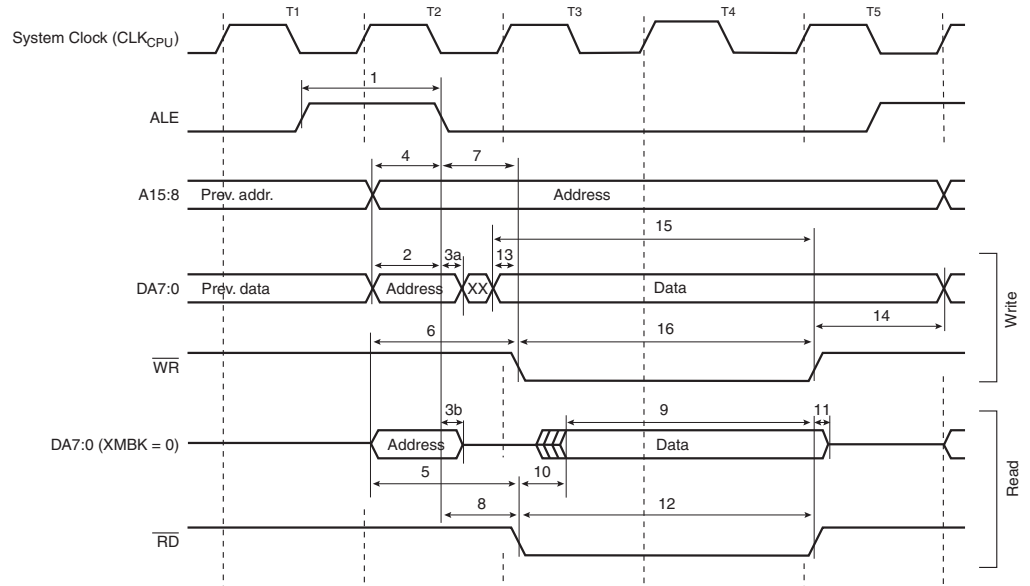 T1 T2 T3 T4 T5
System Clock (CLKCPU)
1
ALE
4 7
A15:8 Prev. addr. Address
15
2 3a 13
DA7:0 Prev. data Address XX Data
Write
6 16 14
WR
3b 9 11
DA7:0 (XMBK = 0) Address Data
Read
5 10
8 12
RD